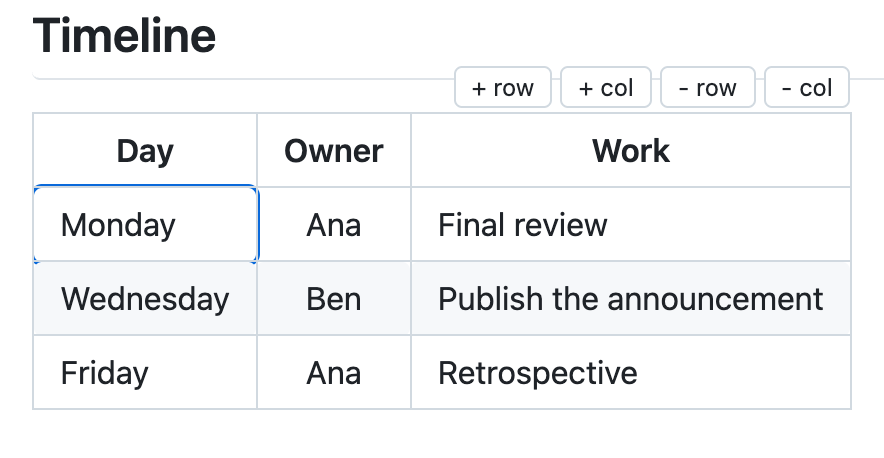 Timeline
+ row + col - row - col
Day Owner Work
Monday Ana Final review
Wednesday Ben Publish the announcement
Friday Ana Retrospective